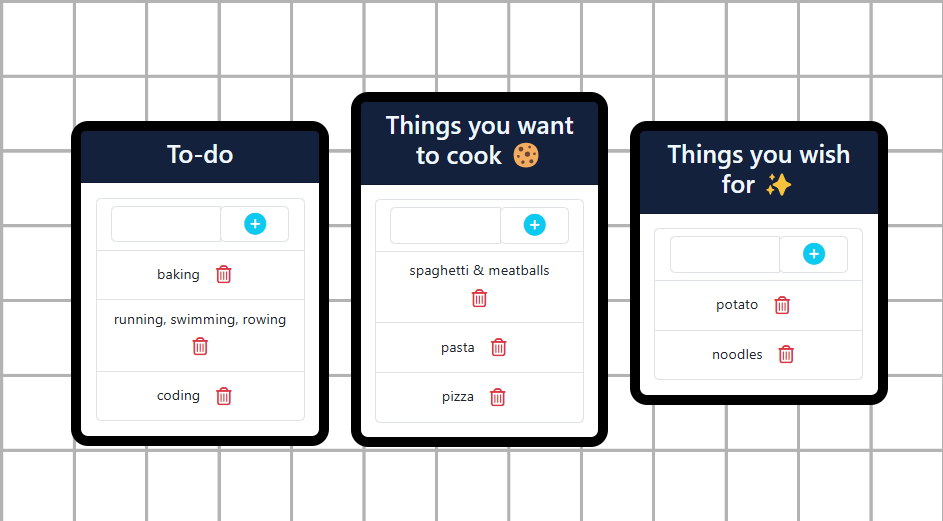 To-do
baking
running, swimming, rowing
coding
Things you want
to cook 🍪
spaghetti & meatballs
pasta
pizza
Things you wish
for ✨
potato
noodles